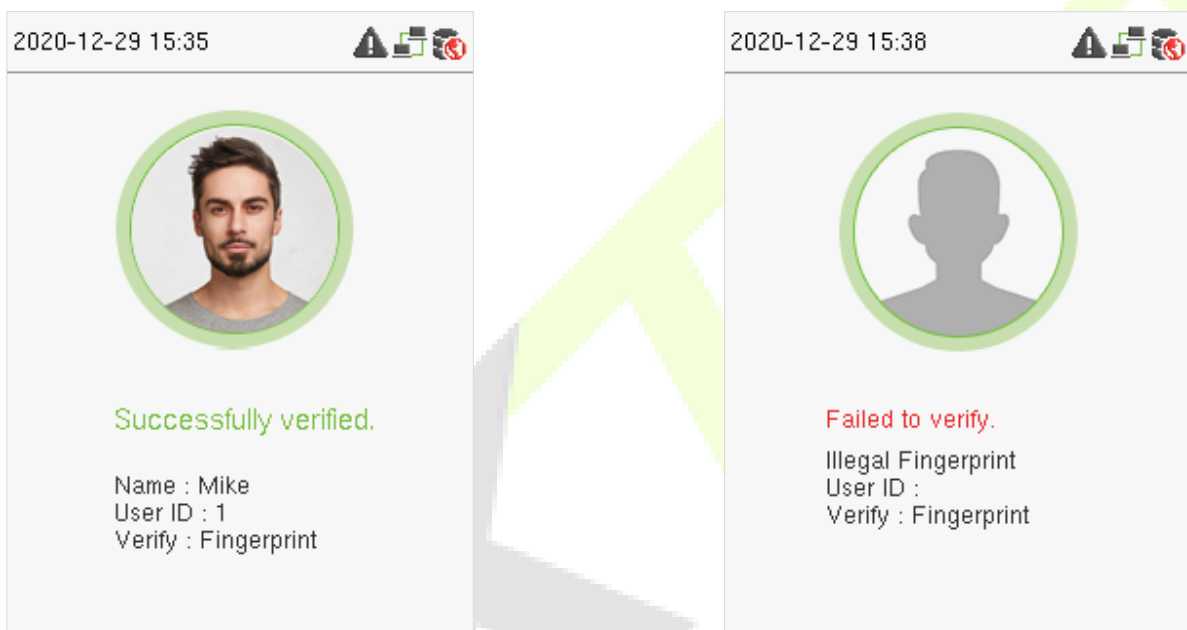 2020-12-29 15:35
Successfully verified.
Name : Mike
User ID : 1
Verify : Fingerprint
2020-12-29 15:38
Failed to verify.
Illegal Fingerprint
User ID :
Verify : Fingerprint